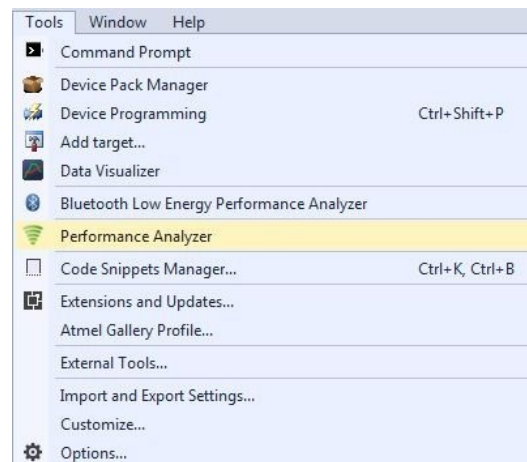 Tools Window Help
Command Prompt
Device Pack Manager
Device Programming Ctrl+Shift+P
Add target...
Data Visualizer
Bluetooth Low Energy Performance Analyzer
Performance Analyzer
Code Snippets Manager... Ctrl+K, Ctrl+B
Extensions and Updates...
Atmel Gallery Profile...
External Tools...
Import and Export Settings...
Customize...
Options...